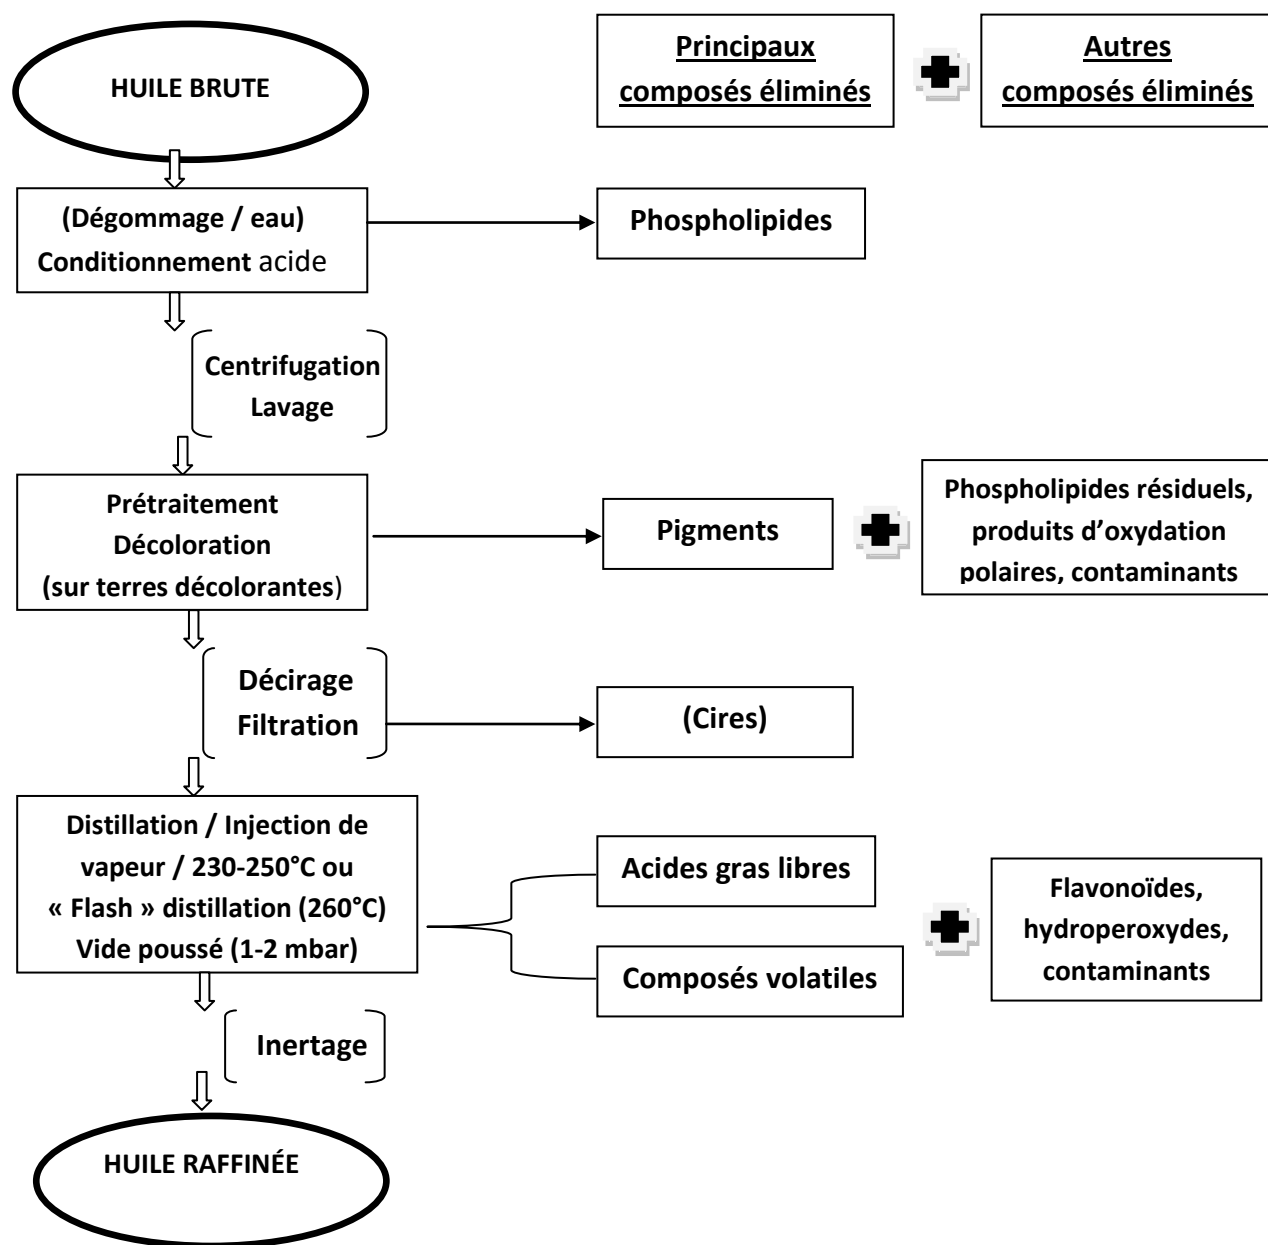 HUILE BRUTE
Principaux
composés éliminés
Autres
composés éliminés
(Dégommage / eau)
Conditionnement acide
Phospholipides
Centrifugation
Lavage
Prétraitement
Décoloration
(sur terres décolorantes)
Pigments
Phospholipides résiduels,
produits d’oxydation
polaires, contaminants
Décirage
Filtration
(Cires)
Distillation / Injection de
vapeur / 230-250°C ou
« Flash » distillation (260°C)
Vide poussé (1-2 mbar)
Acides gras libres
Composés volatiles
Flavonoïdes,
hydroperoxydes,
contaminants
Inertage
HUILE RAFFINÉE